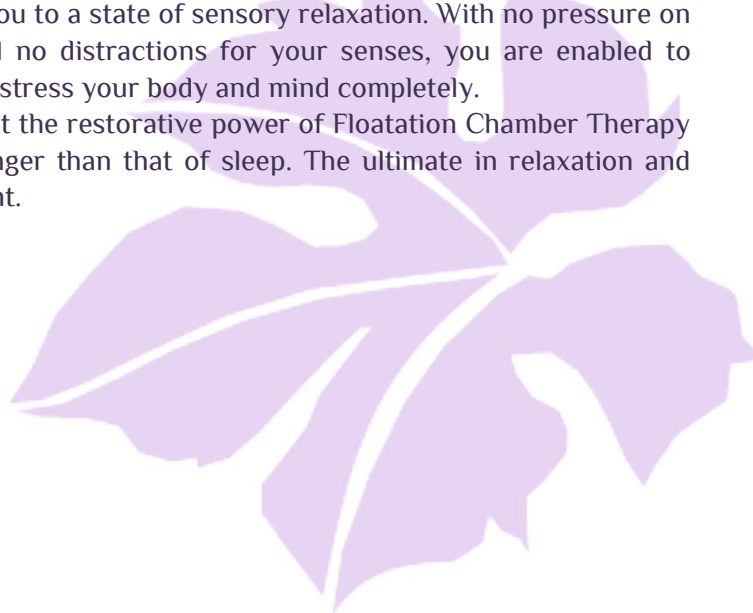 ou to a state of sensory relaxation. With no pressure on
no distractions for your senses, you are enabled to
stress your body and mind completely.
t the restorative power of Floatation Chamber Therapy
nger than that of sleep. The ultimate in relaxation and
nt.